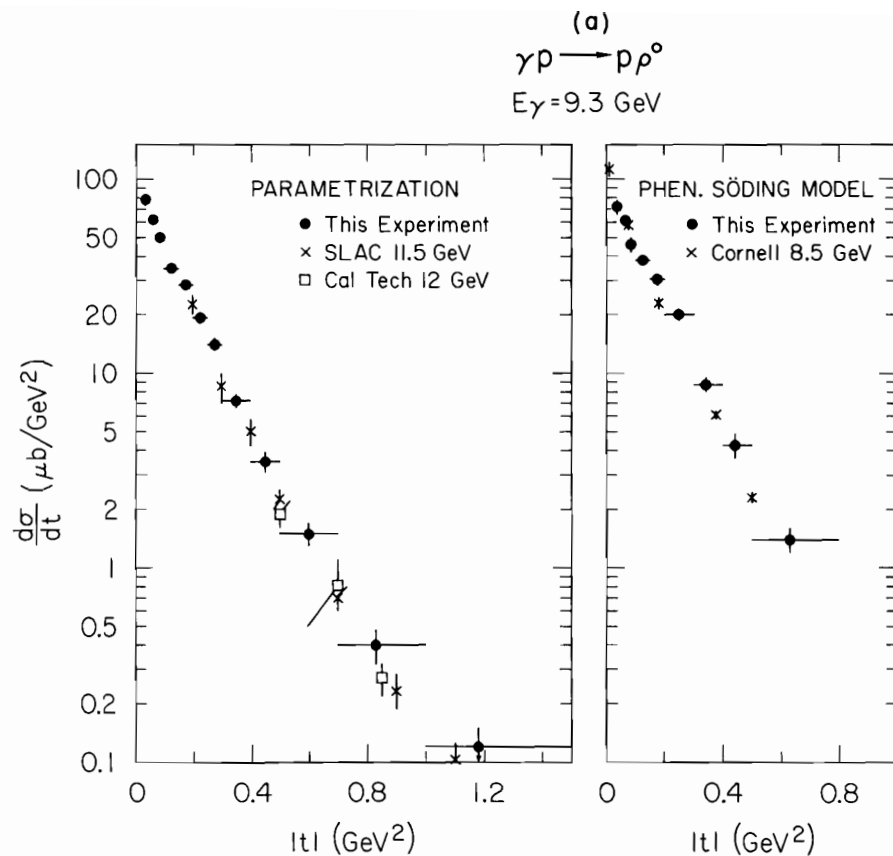 (a)
γp → pρ°
Eγ = 9.3 GeV
PARAMETRIZATION
● This Experiment
× SLAC 11.5 GeV
□ Cal Tech 12 GeV
PHEN. SÖDING MODEL
● This Experiment
× Cornell 8.5 GeV
dσ/dt (μb/GeV²)
100
50
20
10
5
2
1
0.5
0.2
0.1
0 0.4 0.8 1.2 0 0.4 0.8
|t| (GeV²) |t| (GeV²)